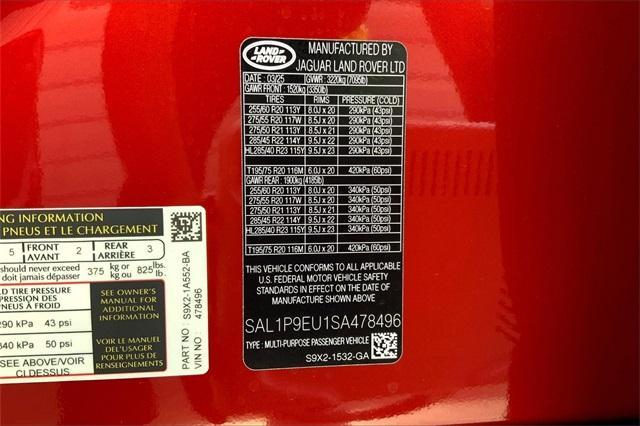 LAND ROVER
MANUFACTURED BY
JAGUAR LAND ROVER LTD
DATE : 03/25 GVWR : 3220kg (7095lb)
GAWR FRONT : 1520kg (3350lb)
TIRES RIMS PRESSURE (COLD)
255/60 R20 113Y 8.0J x 20 290kPa (43psi)
275/55 R20 117W 8.5J x 20 290kPa (43psi)
275/50 R21 113Y 8.5J x 21 290kPa (43psi)
285/45 R22 114Y 9.5J x 22 290kPa (43psi)
HL285/40 R23 115Y 9.5J x 23 290kPa (43psi)
T195/75 R20 116M 6.0J x 20 420kPa (60psi)
GAWR REAR : 1900kg (4185lb)
255/60 R20 113Y 8.0J x 20 340kPa (50psi)
275/55 R20 117W 8.5J x 20 340kPa (50psi)
275/50 R21 113Y 8.5J x 21 340kPa (50psi)
285/45 R22 114Y 9.5J x 22 340kPa (50psi)
HL285/40 R23 115Y 9.5J x 23 340kPa (50psi)
T195/75 R20 116M 6.0J x 20 420kPa (60psi)
THIS VEHICLE CONFORMS TO ALL APPLICABLE
U.S. FEDERAL MOTOR VEHICLE SAFETY
STANDARDS IN EFFECT ON THE DATE OF
MANUFACTURE SHOWN ABOVE
SAL1P9EU1SA478496
TYPE : MULTI-PURPOSE PASSENGER VEHICLE
S9X2-1532-GA
ING INFORMATION
PNEUS ET LE CHARGEMENT
5 FRONT AVANT 2 REAR ARRIÈRE 3
should never exceed 375 kg or 825 lbs.
doit jamais dépasser kg ou lb.
OLD TIRE PRESSURE
PRESSION DES
PNEUS À FROID
290 kPa 43 psi
340 kPa 50 psi
SEE ABOVE/VOIR
CI DESSUS
SEE OWNER'S
MANUAL FOR
ADDITIONAL
INFORMATION
VOIR LE MANUEL
DE L'USAGER
POUR PLUS DE
RENSEIGNEMENTS
PART NO : S9X2-1A552-BA
VIN NO : 478496